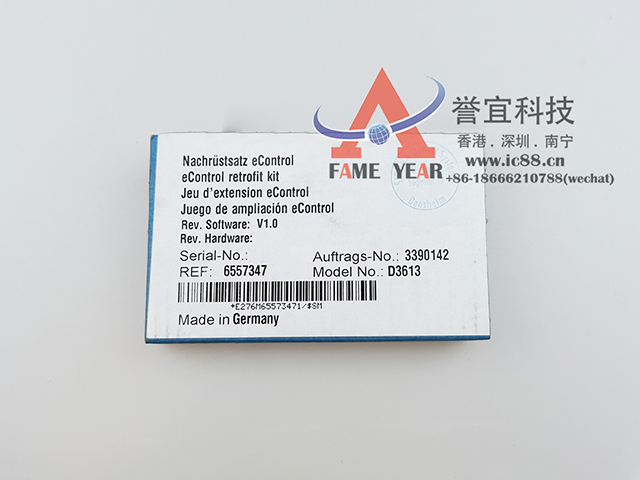 誉宜科技
香港 . 深圳 . 南宁
www.ic88.cn
+86-18666210788(wechat)
FAME YEAR
Nachrüstsatz eControl
eControl retrofit kit
Jeu d'extension eControl
Juego de ampliación eControl
Rev. Software: V1.0
Rev. Hardware:
Serial-No.:
Auftrags-No.: 3390142
REF: 6557347
Model No.: D3613
*E276M65573471/#SM*
Made in Germany
Bensheim